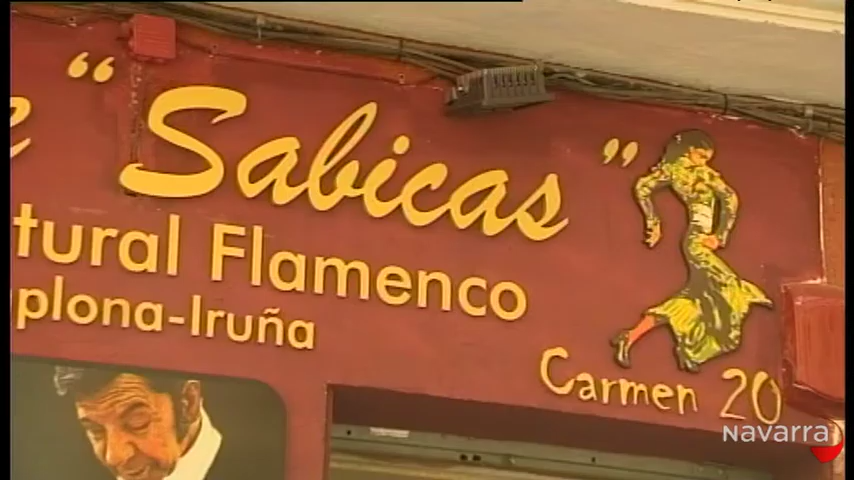 e "Sabicas"
tural Flamenco
plona-Iruña
Carmen 20
Navarra